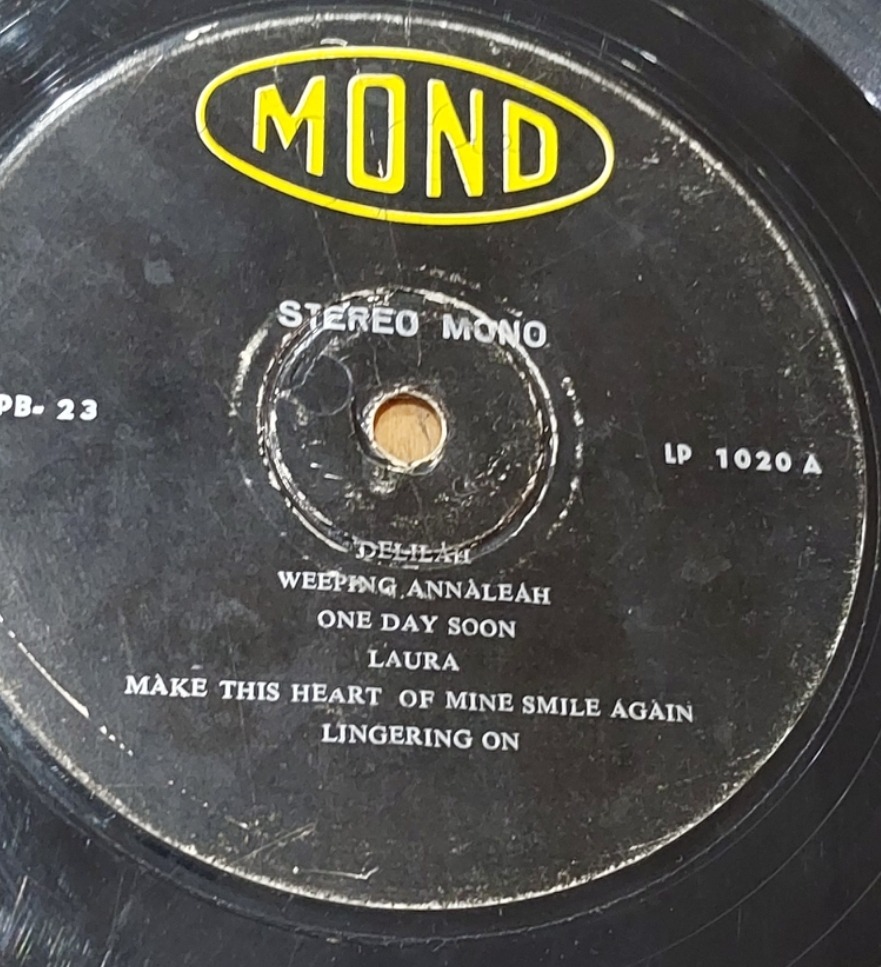 MOND
STEREO MONO
PB- 23
LP 1020 A
DELILAH
WEEPING ANNALEAH
ONE DAY SOON
LAURA
MAKE THIS HEART OF MINE SMILE AGAIN
LINGERING ON